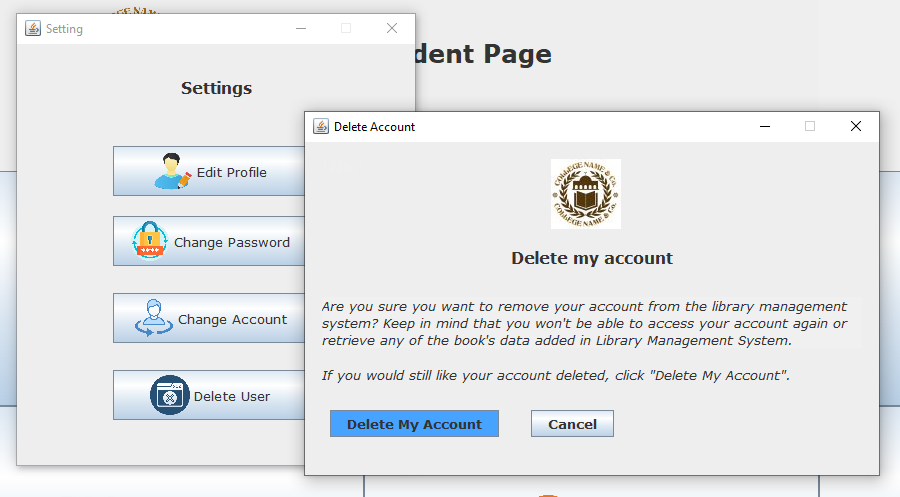 COLLEGE NAME
dent Page
Setting
Settings
Edit Profile
Change Password
Change Account
Delete User
Delete Account
COLLEGE NAME & Co.
COLLEGE NAME & Co.
Delete my account
Are you sure you want to remove your account from the library management
system? Keep in mind that you won't be able to access your account again or
retrieve any of the book's data added in Library Management System.
If you would still like your account deleted, click "Delete My Account".
Delete My Account
Cancel